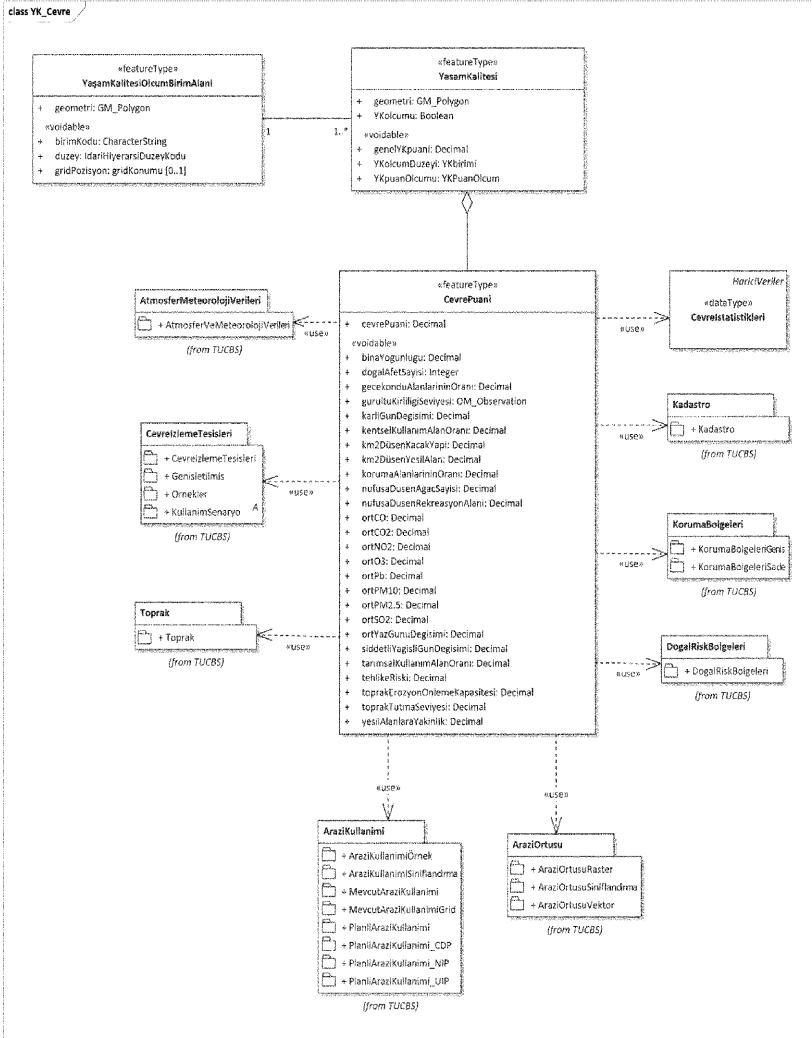 class YK_Cevre
«featureType»
YaşamKalitesiOlcumBirimAlani
+ geometri: GM_Polygon
«voidable»
+ birimKodu: CharacterString
+ duzey: IdariHiyerarsiDuzeyKodu
+ gridPozisyon: gridKonumu [0..1]
1
1..*
«featureType»
YasamKalitesi
+ geometri: GM_Polygon
+ YKolcumu: Boolean
«voidable»
+ genelYKpuani: Decimal
+ YKolcumDuzeyi: YKbirimi
+ YKpuanOlcumu: YKPuanOlcum
«featureType»
CevrePuani
+ cevrePuani: Decimal
«voidable»
+ binaYogunlugu: Decimal
+ dogalAfetSayisi: Integer
+ gecekonduAlanlarininOranı: Decimal
+ gurultuKirliligiSeviyesi: OM_Observation
+ karliGunDegisimi: Decimal
+ kentselKullanımAlanOranı: Decimal
+ km2DüsenKacakYapi: Decimal
+ km2DüsenYesilAlan: Decimal
+ korumaAlanlarininOranı: Decimal
+ nufusaDusenAgacSayisi: Decimal
+ nufusaDusenRekreasyonAlani: Decimal
+ ortCO: Decimal
+ ortCO2: Decimal
+ ortNO2: Decimal
+ ortO3: Decimal
+ ortPb: Decimal
+ ortPM10: Decimal
+ ortPM2.5: Decimal
+ ortSO2: Decimal
+ ortYazGunuDegisimi: Decimal
+ siddetliYagisliGunDegisimi: Decimal
+ tarımsalKullanımAlanOranı: Decimal
+ tehlikeRiski: Decimal
+ toprakErozyonOnlemeKapasitesi: Decimal
+ toprakTutmaSeviyesi: Decimal
+ yesilAlanlaraYakinlik: Decimal
AtmosferMeteorolojiVerileri
+ AtmosferVeMeteorolojiVerileri
(from TUCBS)
«use»
CevreizlemeTesisleri
+ CevreizlemeTesisleri
+ Genisletilmis
+ Ornekler
+ KullanimSenaryo
A
(from TUCBS)
«use»
Toprak
+ Toprak
(from TUCBS)
«use»
HariciVeriler
«dataType»
Cevreistatistikleri
«use»
Kadastro
+ Kadastro
(from TUCBS)
«use»
KorumaBolgeleri
+ KorumaBolgeleriGenis
+ KorumaBolgeleriSade
(from TUCBS)
«use»
DogalRiskBolgeleri
+ DogalRiskBolgeleri
(from TUCBS)
«use»
«use»
«use»
AraziKullanimi
+ AraziKullanimiÖrnek
+ AraziKullanimiSiniflandirma
+ MevcutAraziKullanimi
+ MevcutAraziKullanimiGrid
+ PlanliAraziKullanimi
+ PlanliAraziKullanimi_CDP
+ PlanliAraziKullanimi_NIP
+ PlanliAraziKullanimi_UIP
(from TUCBS)
AraziOrtusu
+ AraziOrtusuRaster
+ AraziOrtusuSiniflandirma
+ AraziOrtusuVektor
(from TUCBS)